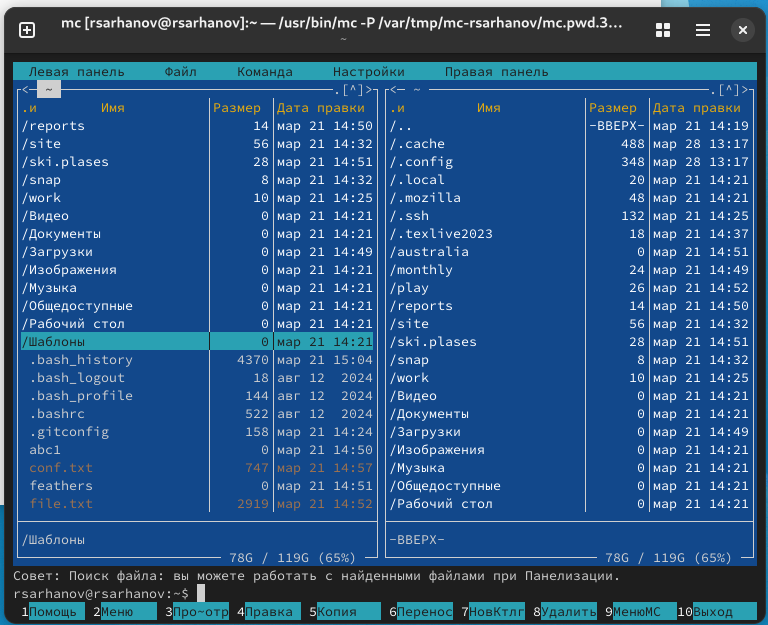 mc [rsarhanov@rsarhanov]:~ — /usr/bin/mc -P /var/tmp/mc-rsarhanov/mc.pwd.3…
~
Левая панель Файл Команда Настройки Правая панель
<─ ~ .[^]>
.и Имя Размер Дата правки
/reports 14 мар 21 14:50
/site 56 мар 21 14:32
/ski.plases 28 мар 21 14:51
/snap 8 мар 21 14:32
/work 10 мар 21 14:25
/Видео 0 мар 21 14:21
/Документы 0 мар 21 14:21
/Загрузки 0 мар 21 14:49
/Изображения 0 мар 21 14:21
/Музыка 0 мар 21 14:21
/Общедоступные 0 мар 21 14:21
/Рабочий стол 0 мар 21 14:21
/Шаблоны 0 мар 21 14:21
.bash_history 4370 мар 21 15:04
.bash_logout 18 авг 12 2024
.bash_profile 144 авг 12 2024
.bashrc 522 авг 12 2024
.gitconfig 158 мар 21 14:24
abc1 0 мар 21 14:50
conf.txt 747 мар 21 14:57
feathers 0 мар 21 14:51
file.txt 2919 мар 21 14:52
/Шаблоны
78G / 119G (65%)
<─ ~ .[^]>
.и Имя Размер Дата правки
/.. -ВВЕРХ- мар 21 14:19
/.cache 488 мар 28 13:17
/.config 348 мар 28 13:17
/.local 20 мар 21 14:21
/.mozilla 48 мар 21 14:21
/.ssh 132 мар 21 14:25
/.texlive2023 18 мар 21 14:37
/australia 0 мар 21 14:51
/monthly 24 мар 21 14:49
/play 26 мар 21 14:52
/reports 14 мар 21 14:50
/site 56 мар 21 14:32
/ski.plases 28 мар 21 14:51
/snap 8 мар 21 14:32
/work 10 мар 21 14:25
/Видео 0 мар 21 14:21
/Документы 0 мар 21 14:21
/Загрузки 0 мар 21 14:49
/Изображения 0 мар 21 14:21
/Музыка 0 мар 21 14:21
/Общедоступные 0 мар 21 14:21
/Рабочий стол 0 мар 21 14:21
-ВВЕРХ-
78G / 119G (65%)
Совет: Поиск файла: вы можете работать с найденными файлами при Панелизации.
rsarhanov@rsarhanov:~$
1Помощь 2Меню 3Про~отр 4Правка 5Копия 6Перенос 7НовКтлг 8Удалить 9МенюMC 10Выход